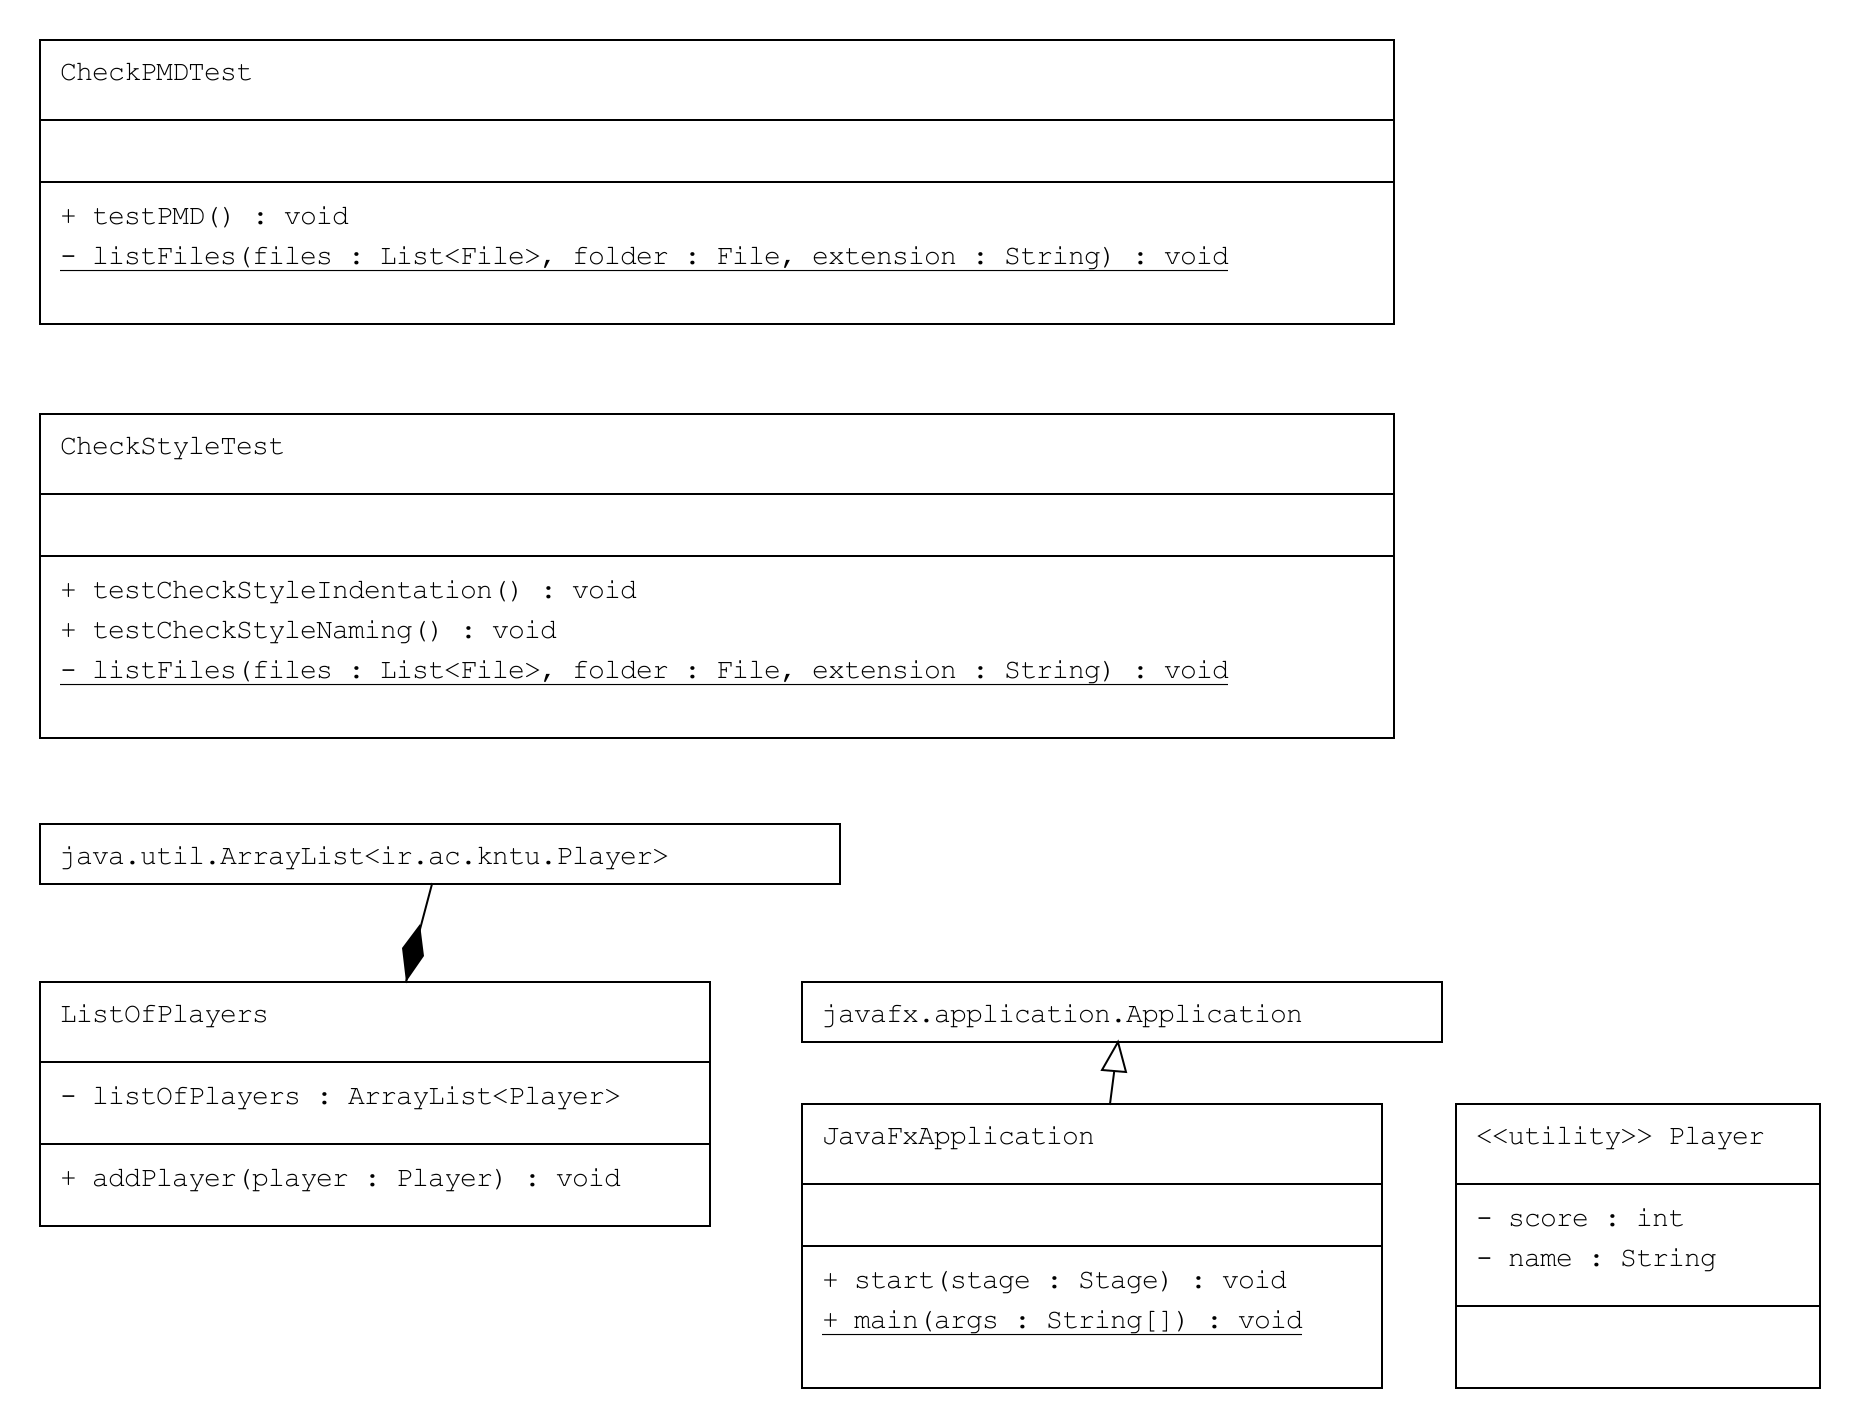 CheckPMDTest
+ testPMD() : void
- listFiles(files : List<File>, folder : File, extension : String) : void
CheckStyleTest
+ testCheckStyleIndentation() : void
+ testCheckStyleNaming() : void
- listFiles(files : List<File>, folder : File, extension : String) : void
java.util.ArrayList<ir.ac.kntu.Player>
ListOfPlayers
- listOfPlayers : ArrayList<Player>
+ addPlayer(player : Player) : void
javafx.application.Application
JavaFxApplication
+ start(stage : Stage) : void
+ main(args : String[]) : void
<<utility>> Player
- score : int
- name : String